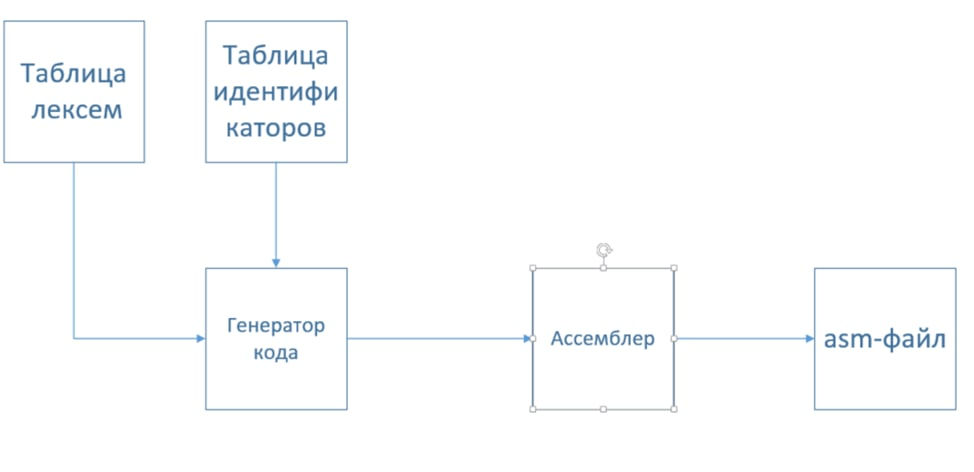 Таблица
лексем
Таблица
идентифи
каторов
Генератор
кода
Ассемблер
asm-файл